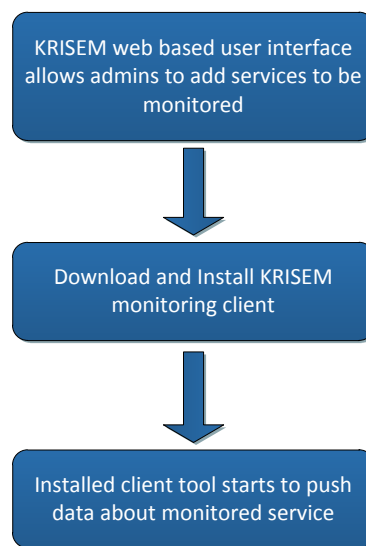 KRISEM web based user interface
allows admins to add services to be
monitored
Download and Install KRISEM
monitoring client
Installed client tool starts to push
data about monitored service